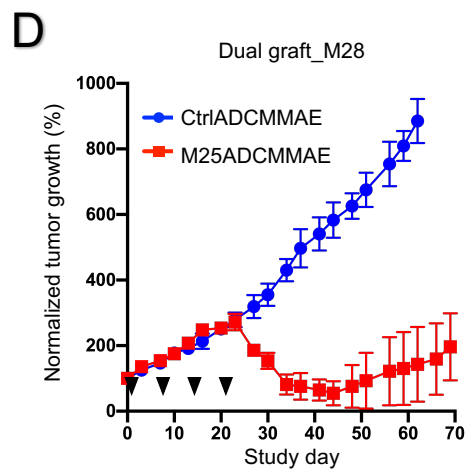 D
Dual graft_M28
Normalized tumor growth (%)
1000
800
600
400
200
0
CtrlADCMMAE
M25ADCMMAE
0 10 20 30 40 50 60 70
Study day